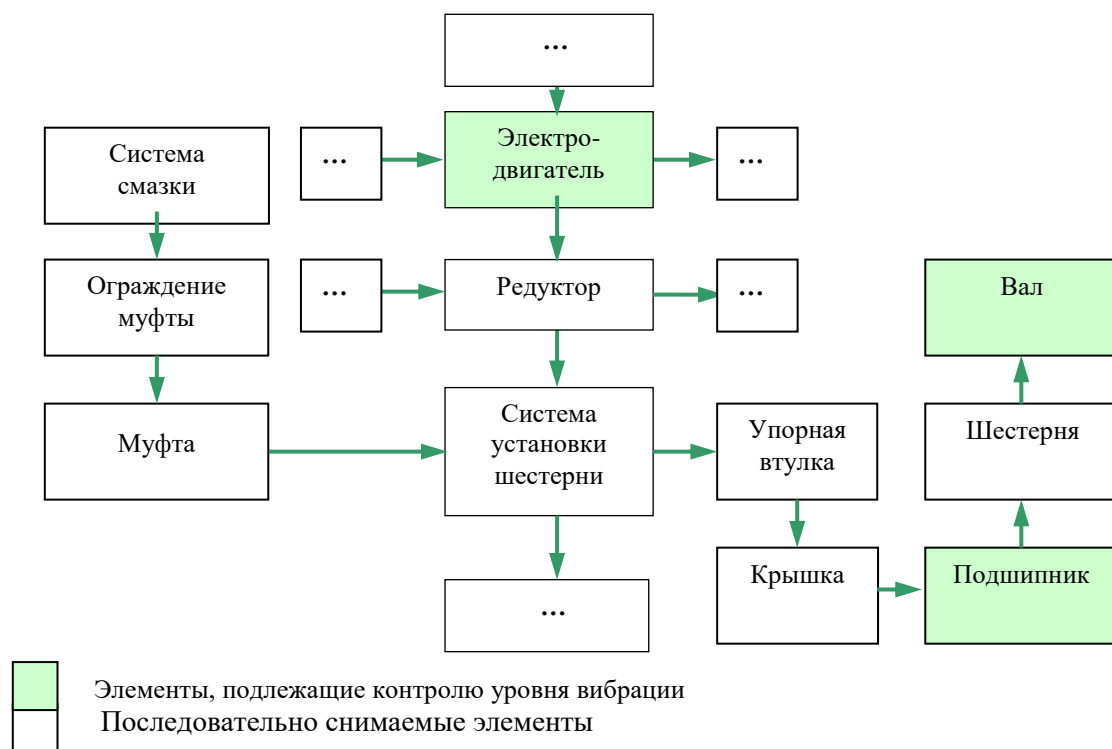 ...
Система
смазки
...
Электро-
двигатель
...
Ограждение
муфты
...
Редуктор
...
Вал
Муфта
Система
установки
шестерни
Упорная
втулка
Шестерня
...
Крышка
Подшипник
Элементы, подлежащие контролю уровня вибрации
Последовательно снимаемые элементы